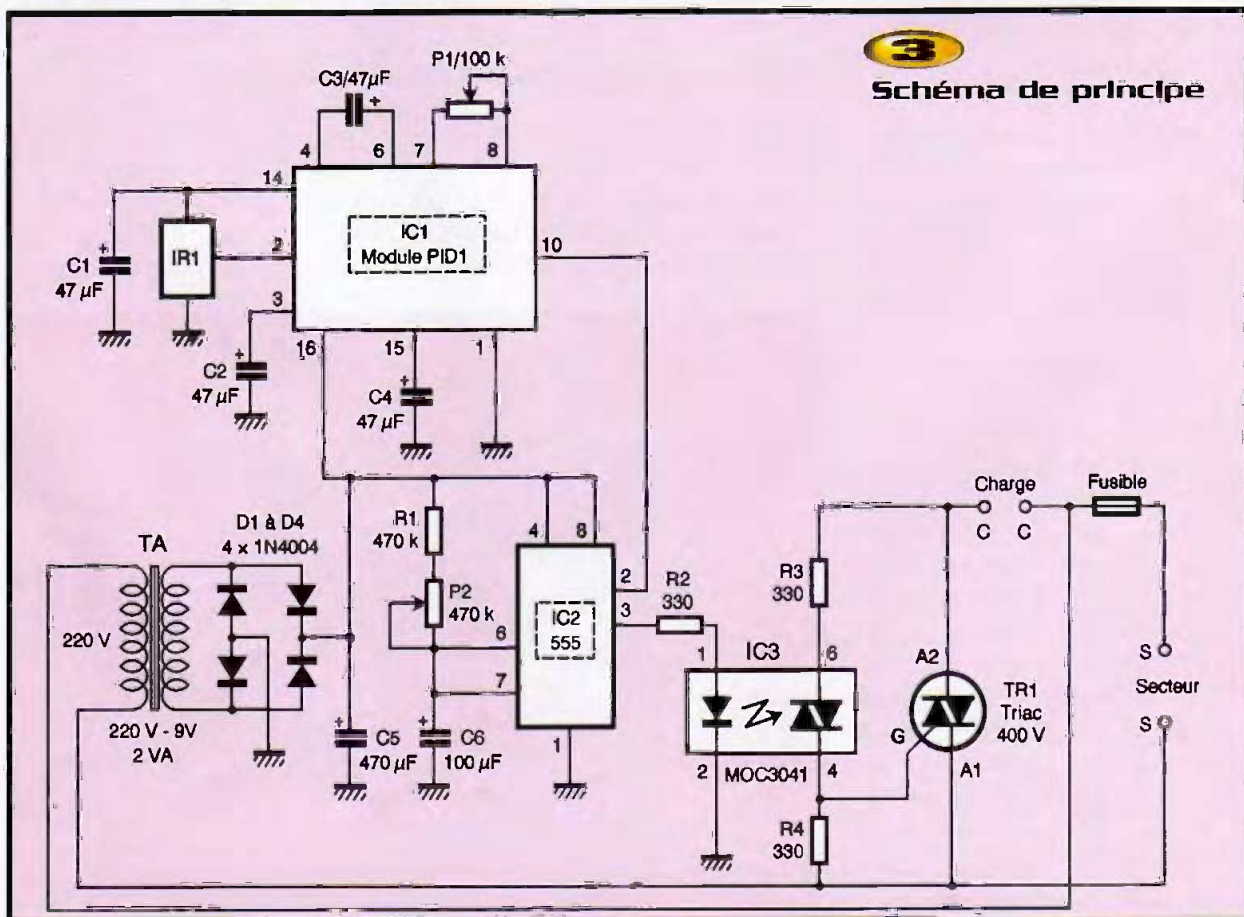 3
Schéma de principe
C3/47µF
+
P1/100 k
4
6
7
8
14
IC1
Module PID1
10
+
C1
47 µF
IR1
2
3
+
C2
47 µF
16
15
1
+
C4
47 µF
D1 à D4
4 x 1N4004
TA
220 V
220 V - 9V
2 VA
R1
470 k
P2
470 k
+
C5
470 µF
+
C6
100 µF
4
8
2
3
6
7
IC2
555
1
R2
330
IC3
1
6
2
4
MOC3041
R3
330
R4
330
Charge
C
C
Fusible
A2
G
A1
TR1
Triac
400 V
S
Secteur
S